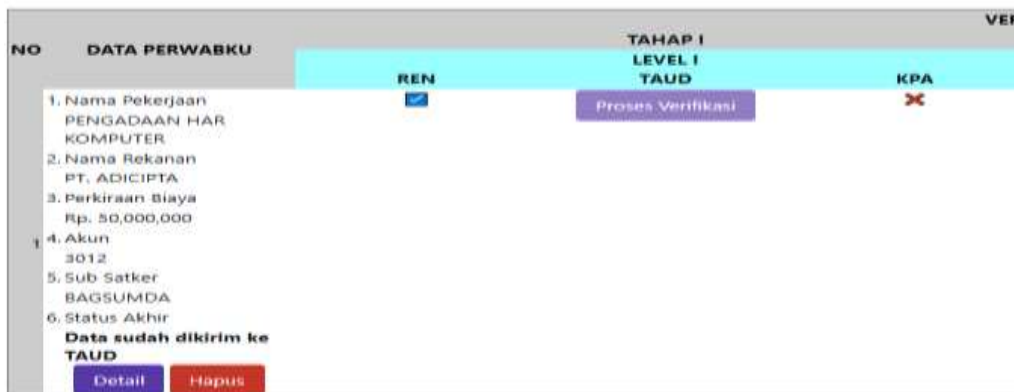 VER
NO DATA PERWABKU TAHAP I
LEVEL I
REN TAUD KPA
1. Nama Pekerjaan Proses Verifikasi
PENGADAAN HAR
KOMPUTER
2. Nama Rekanan
PT. ADICIPTA
3. Perkiraan Biaya
Rp. 50,000,000
1 4. Akun
3012
5. Sub Satker
BAGSUMDA
6. Status Akhir
Data sudah dikirim ke
TAUD
Detail Hapus